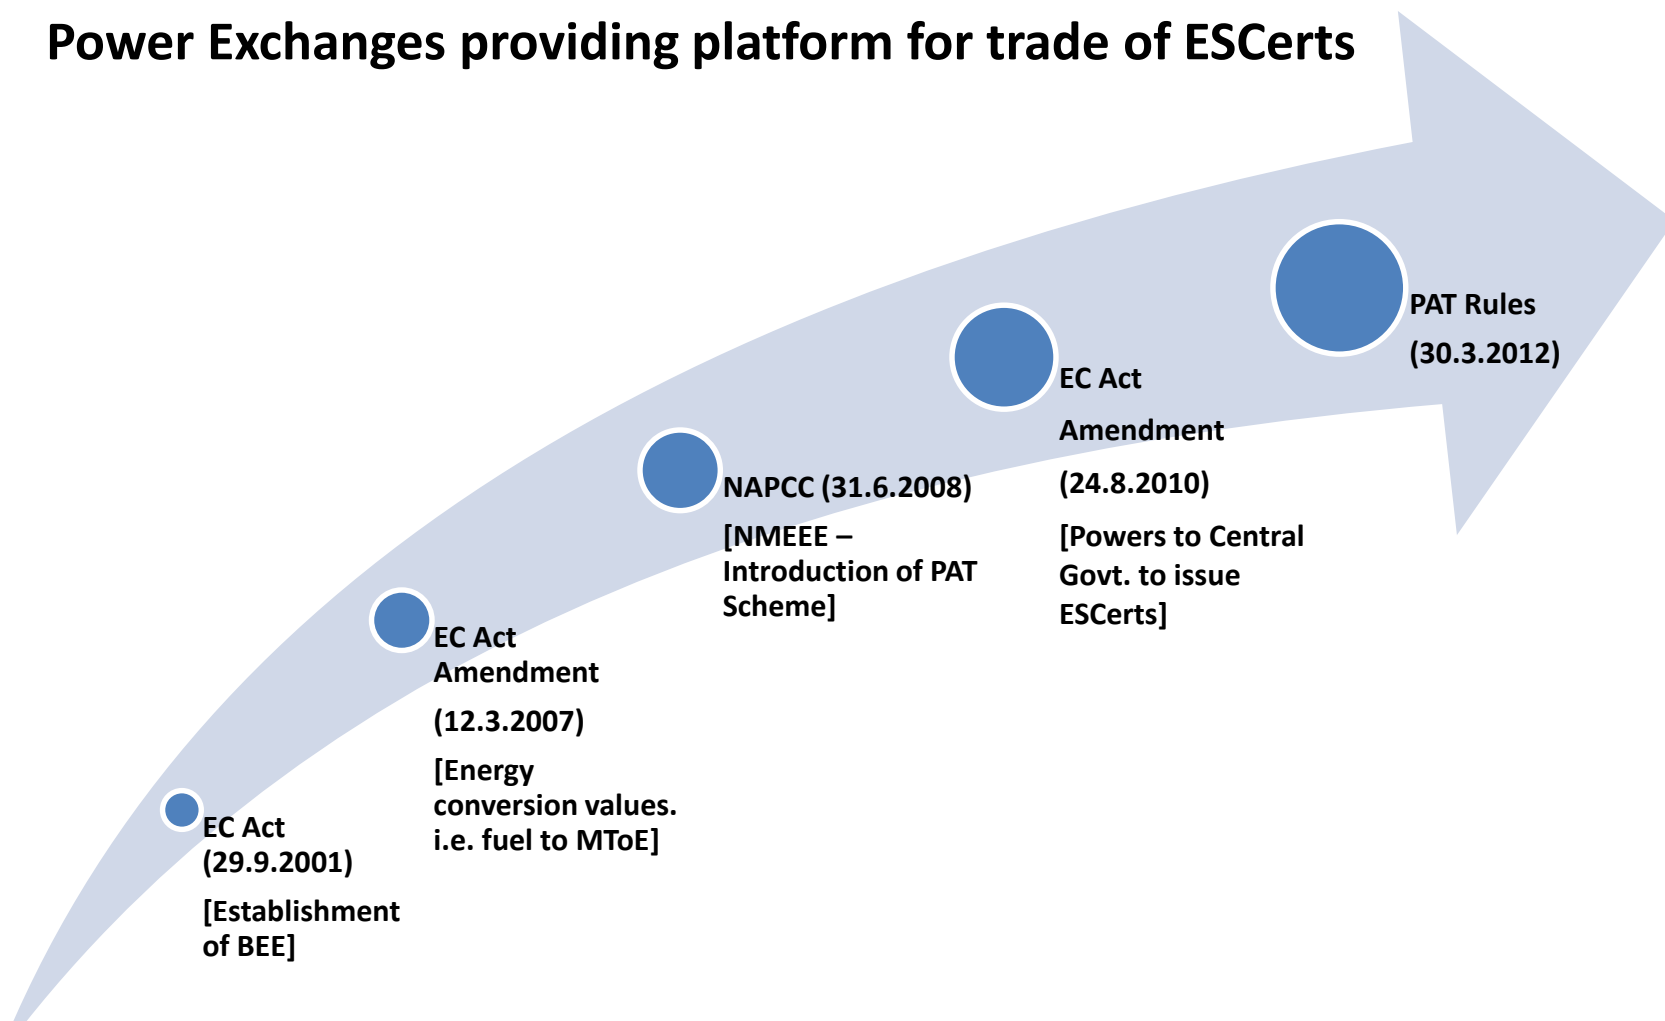 Power Exchanges providing platform for trade of ESCerts
EC Act
(29.9.2001)
[Establishment
of BEE]
EC Act
Amendment
(12.3.2007)
[Energy
conversion values.
i.e. fuel to MToE]
NAPCC (31.6.2008)
[NMEEE –
Introduction of PAT
Scheme]
EC Act
Amendment
(24.8.2010)
[Powers to Central
Govt. to issue
ESCerts]
PAT Rules
(30.3.2012)